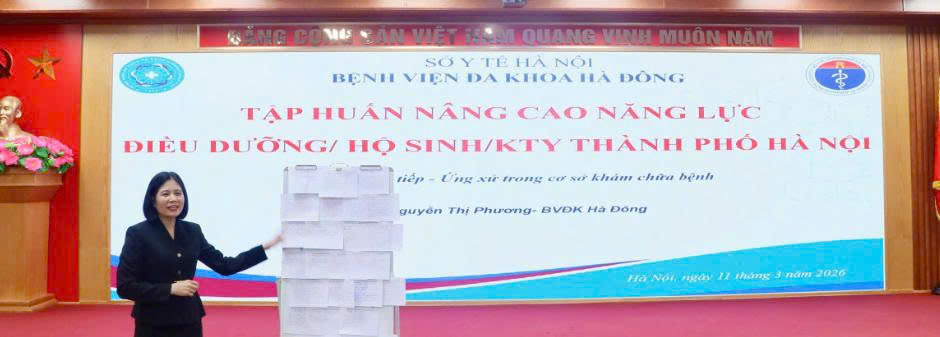 ĐẢNG CỘNG SẢN VIỆT NAM QUANG VINH MUÔN NĂM
SỞ Y TẾ HÀ NỘI
BỆNH VIỆN ĐA KHOA HÀ ĐÔNG
TẬP HUẤN NÂNG CAO NĂNG LỰC
ĐIỀU DƯỠNG/ HỘ SINH/KTY THÀNH PHỐ HÀ NỘI
tiếp - Ứng xử trong cơ sở khám chữa bệnh
guyễn Thị Phương- BVĐK Hà Đông
Hà Nội, ngày 11 tháng 3 năm 2026